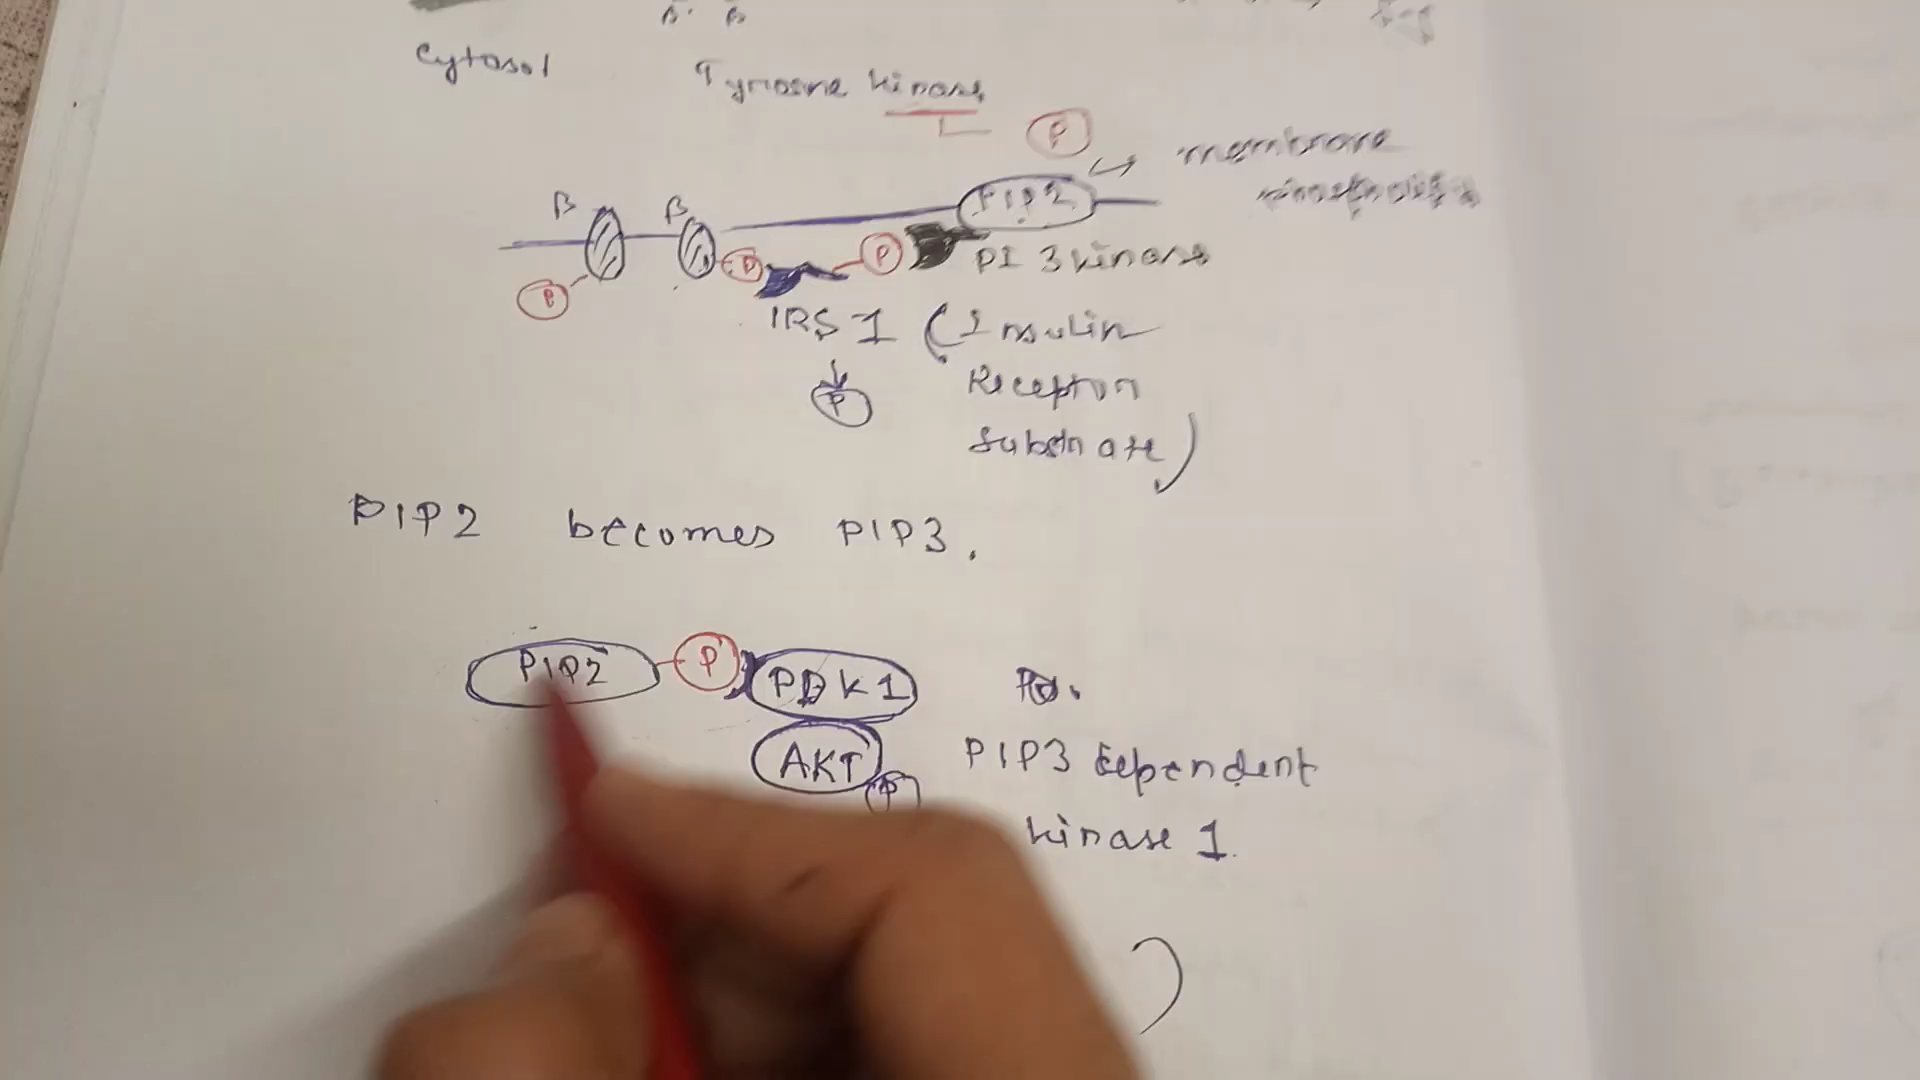 B B
Cytosol Tyrosine kinase
P
membrane
B B PIP2
P P P PI 3 kinase
IRS 1 (Insulin
P Receptor
Substrate)
PIP2 becomes PIP3.
PIP2 P PDK1
AKT PIP3 dependent
P
kinase 1.
)